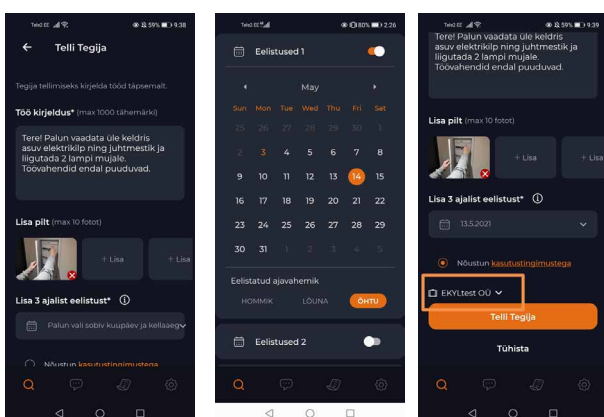 Tele2 EE 59% 9:38
Telli Tegija
Tegija tellimiseks kirjelda tööd täpsemalt.
Töö kirjeldus* (max 1000 tähemärki)
Tere! Palun vaadata üle keldris
asuv elektrikilp ning juhtmestik ja
liigutada 2 lampi mujale.
Töövahendid endal puuduvad.
Lisa pilt (max 10 fotot)
+ Lisa
+ Lisa
Lisa 3 ajalist eelistust*
Palun vali sobiv kuupäev ja kellaaeg
Nõustun kasutustingimustega
Tele2 EE 80% 2:26
Eelistused 1
May
Sun Mon Tue Wed Thu Fri Sat
25 26 27 28 29 30 1
2 3 4 5 6 7 8
9 10 11 12 13 14 15
16 17 18 19 20 21 22
23 24 25 26 27 28 29
30 31 1 2 3 4 5
Eelistatud ajavahemik
HOMMIK LÕUNA ÕHTU
Eelistused 2
Tele2 EE 59% 9:39
Tere! Palun vaadata üle keldris
asuv elektrikilp ning juhtmestik ja
liigutada 2 lampi mujale.
Töövahendid endal puuduvad.
Lisa pilt (max 10 fotot)
+ Lisa
+ Lisa
Lisa 3 ajalist eelistust*
13.5.2021
Nõustun kasutustingimustega
EKYLtest OÜ
Telli Tegija
Tühista